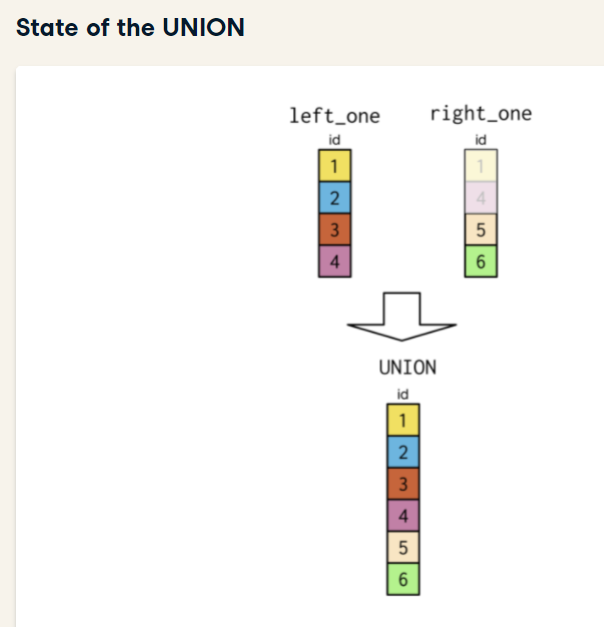 State of the UNION
left_one right_one
id id
1 1
2 4
3 5
4 6
UNION
id
1
2
3
4
5
6